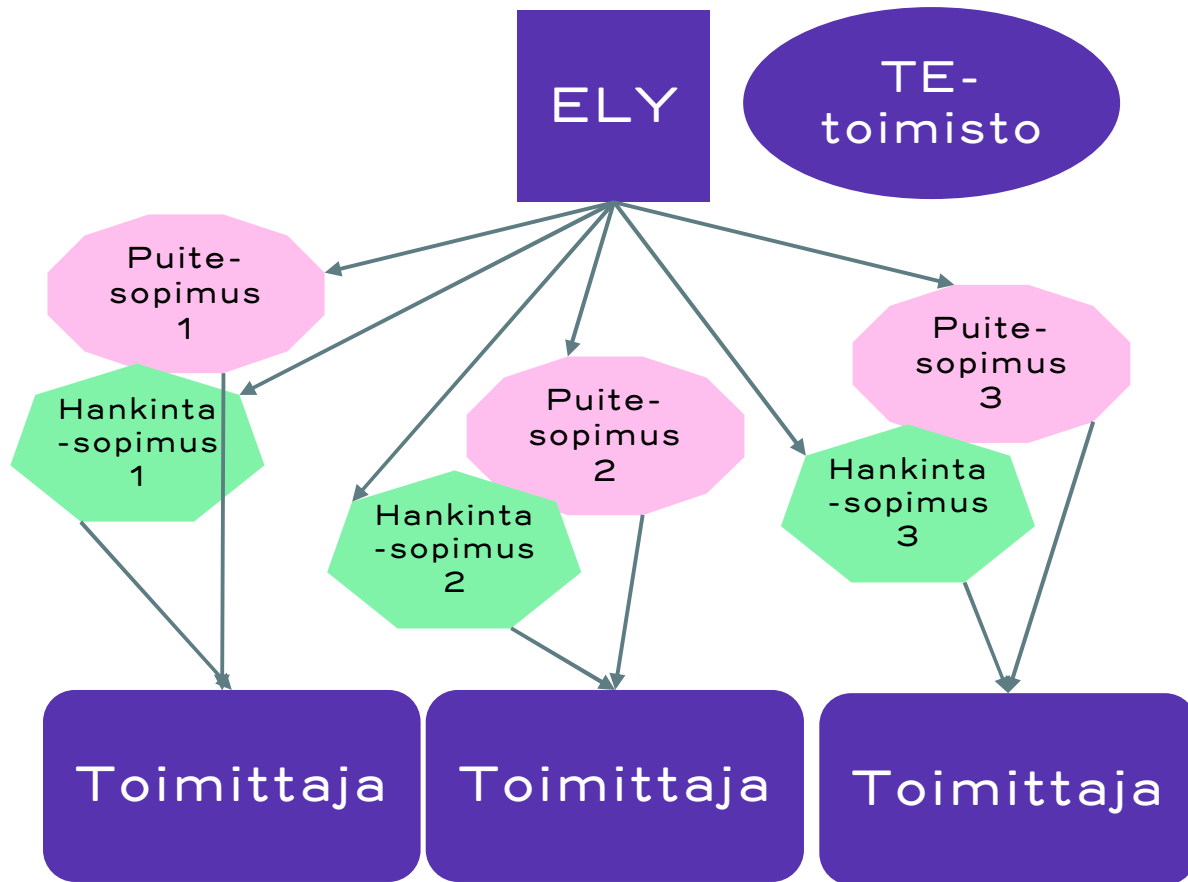 ELY
TE-
toimisto
Puite-
sopimus
1
Hankinta
-sopimus
1
Puite-
sopimus
2
Hankinta
-sopimus
2
Puite-
sopimus
3
Hankinta
-sopimus
3
Toimittaja
Toimittaja
Toimittaja